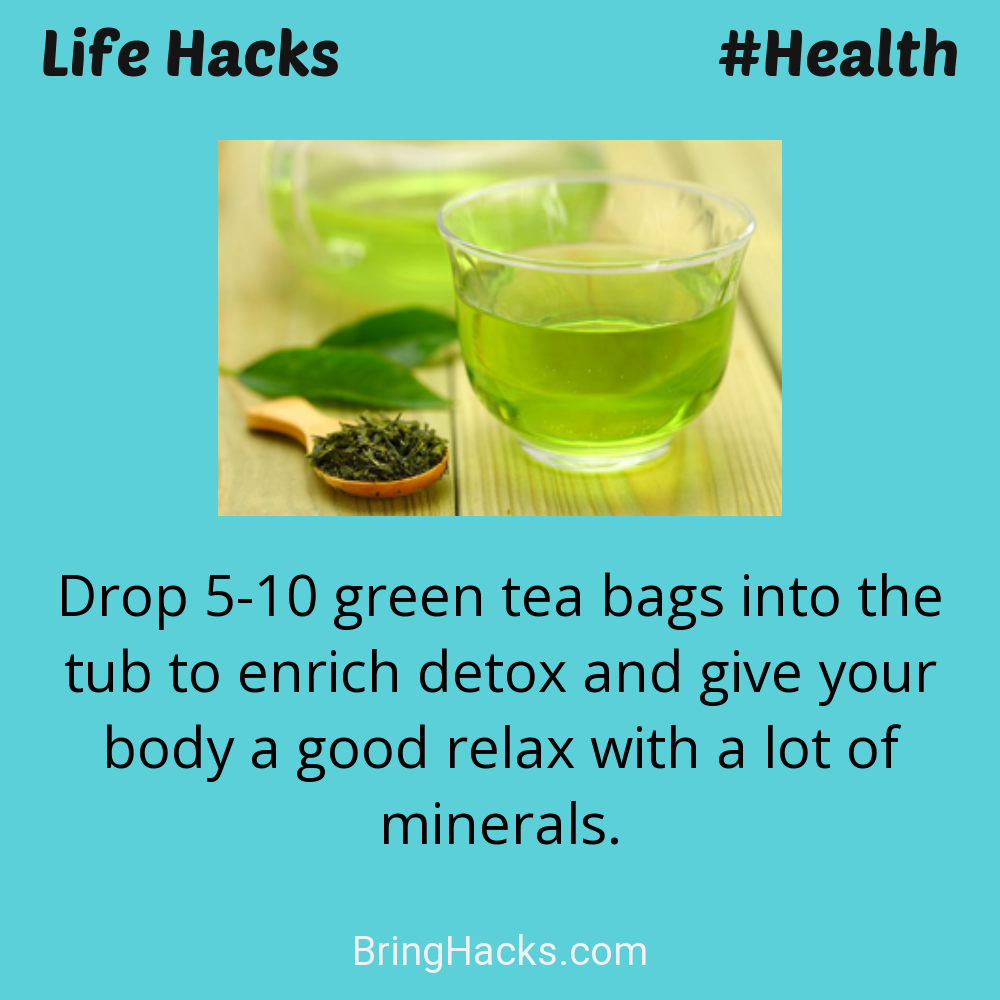 Life Hacks
#Health
Drop 5-10 green tea bags into the
tub to enrich detox and give your
body a good relax with a lot of
minerals.
BringHacks.com